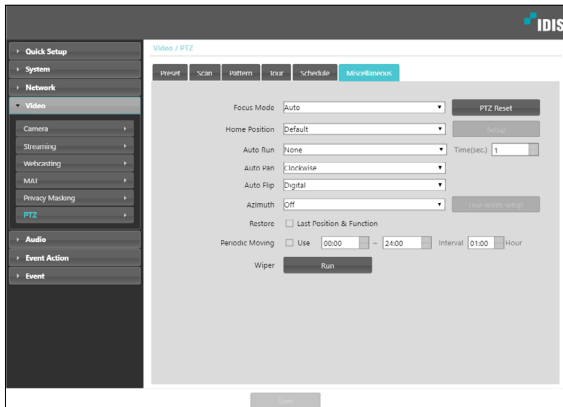 IDIS
Quick Setup
System
Network
Video
Camera
Streaming
Webcasting
MAT
Privacy Masking
PTZ
Audio
Event Action
Event
Video / PTZ
Preset Scan Pattern Tour Schedule Miscellaneous
Focus Mode Auto PTZ Reset
Home Position Default Setup
Auto Run None Time(sec.) 1
Auto Pan Clockwise
Auto Flip Digital
Azimuth Off
Restore Last Position & Function
Periodic Moving Use 00:00 ~ 24:00 Interval 01:00 Hour
Wiper Run
Save